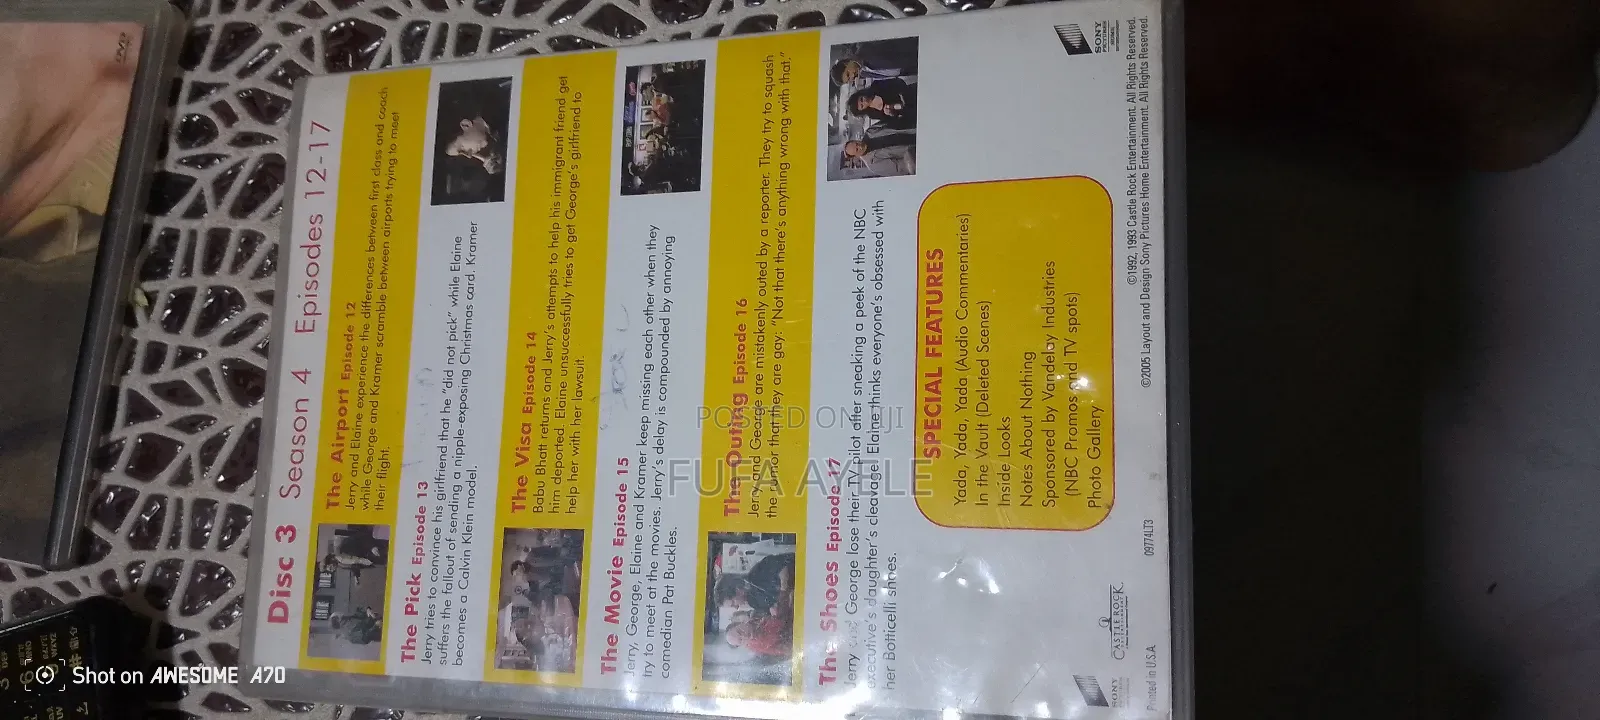 Disc 3 Season 4 Episodes 12-17
The Airport Episode 12
Jerry and Elaine experience the differences between first class and coach
while George and Kramer scramble between airports trying to meet
their flight.
The Pick Episode 13
Jerry tries to convince his girlfriend that he "did not pick" while Elaine
suffers the fallout of sending a nipple-exposing Christmas card. Kramer
becomes a Calvin Klein model.
The Visa Episode 14
Babu Bhatt returns and Jerry's attempts to help his immigrant friend get
him deported. Elaine unsuccessfully tries to get George's girlfriend to
help her with her lawsuit.
The Movie Episode 15
Jerry, George, Elaine and Kramer keep missing each other when they
try to meet at the movies. Jerry's delay is compounded by annoying
comedian Pat Buckles.
The Outing Episode 16
Jerry and George are mistakenly outed by a reporter. They try to squash
the rumor that they are gay: "Not that there's anything wrong with that."
The Shoes Episode 17
Jerry and George lose their TV pilot after sneaking a peek of the NBC
executive's daughter's cleavage. Elaine thinks everyone's obsessed with
her Botticelli shoes.
SPECIAL FEATURES
Yada, Yada, Yada, Yada (Audio Commentaries)
In the Vault (Deleted Scenes)
Inside Looks
Notes About Nothing
Sponsored by Vandelay Industries
(NBC Promos and TV spots)
Photo Gallery
SONY
PICTURES
HOME
SONY
CASTLE ROCK
ENTERTAINMENT
Printed in U.S.A
09774LT3
©1992, 1993 Castle Rock Entertainment. All Rights Reserved.
©2005 Layout and Design Sony Pictures Home Entertainment. All Rights Reserved.
DVD
POSTED ON JIJI
FUFA AYELE
Shot on AWESOME A70